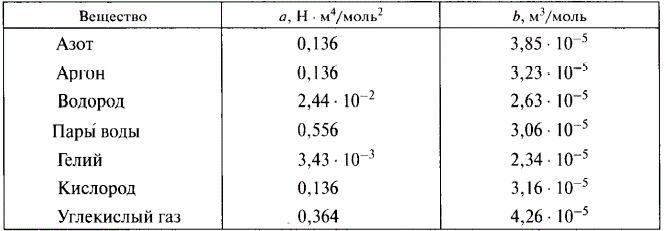 Вещество a, Н · м⁴/моль² b, м³/моль
Азот 0,136 3,85 · 10⁻⁵
Аргон 0,136 3,23 · 10⁻⁵
Водород 2,44 · 10⁻² 2,63 · 10⁻⁵
Пары воды 0,556 3,06 · 10⁻⁵
Гелий 3,43 · 10⁻³ 2,34 · 10⁻⁵
Кислород 0,136 3,16 · 10⁻⁵
Углекислый газ 0,364 4,26 · 10⁻⁵